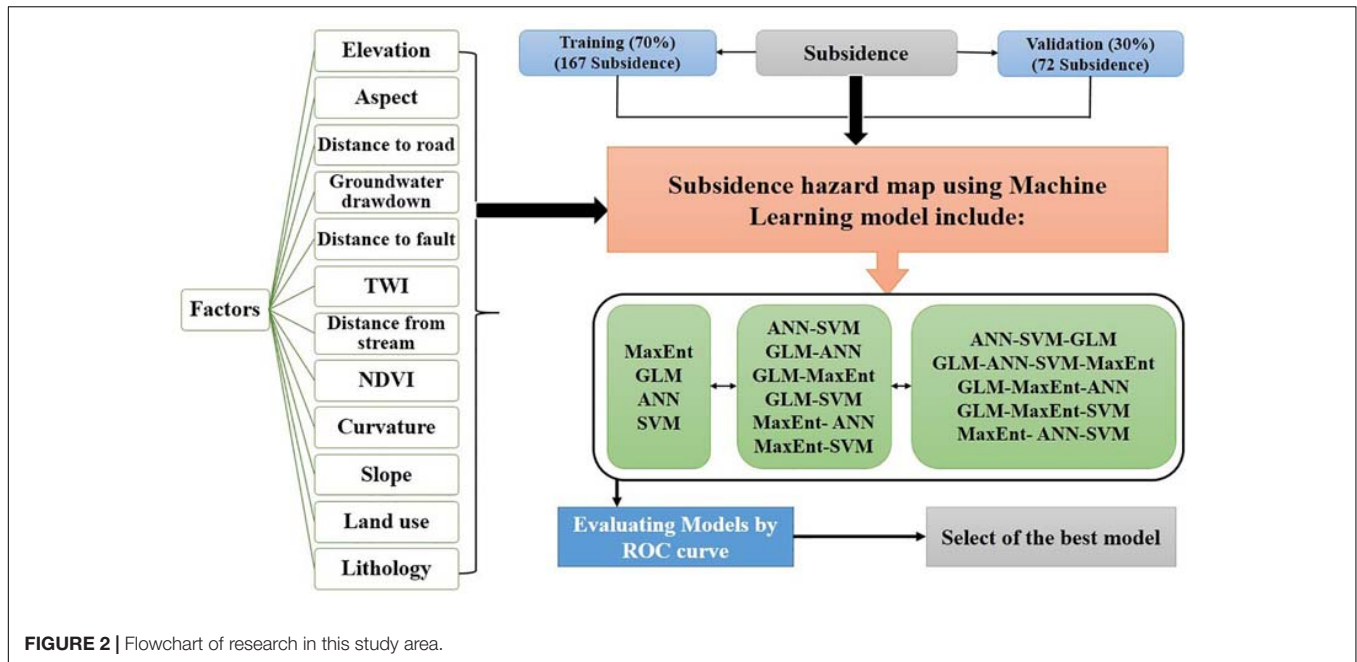 Factors
Elevation
Aspect
Distance to road
Groundwater
drawdown
Distance to fault
TWI
Distance from
stream
NDVI
Curvature
Slope
Land use
Lithology
Training (70%)
(167 Subsidence)
Subsidence
Validation (30%)
(72 Subsidence)
Subsidence hazard map using Machine
Learning model include:
MaxEnt
GLM
ANN
SVM
ANN-SVM
GLM-ANN
GLM-MaxEnt
GLM-SVM
MaxEnt- ANN
MaxEnt-SVM
ANN-SVM-GLM
GLM-ANN-SVM-MaxEnt
GLM-MaxEnt-ANN
GLM-MaxEnt-SVM
MaxEnt- ANN-SVM
Evaluating Models by
ROC curve
Select of the best model
FIGURE 2 | Flowchart of research in this study area.